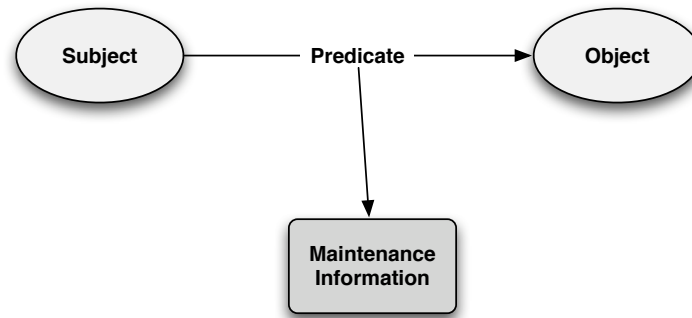 Subject
Predicate
Object
Maintenance
Information